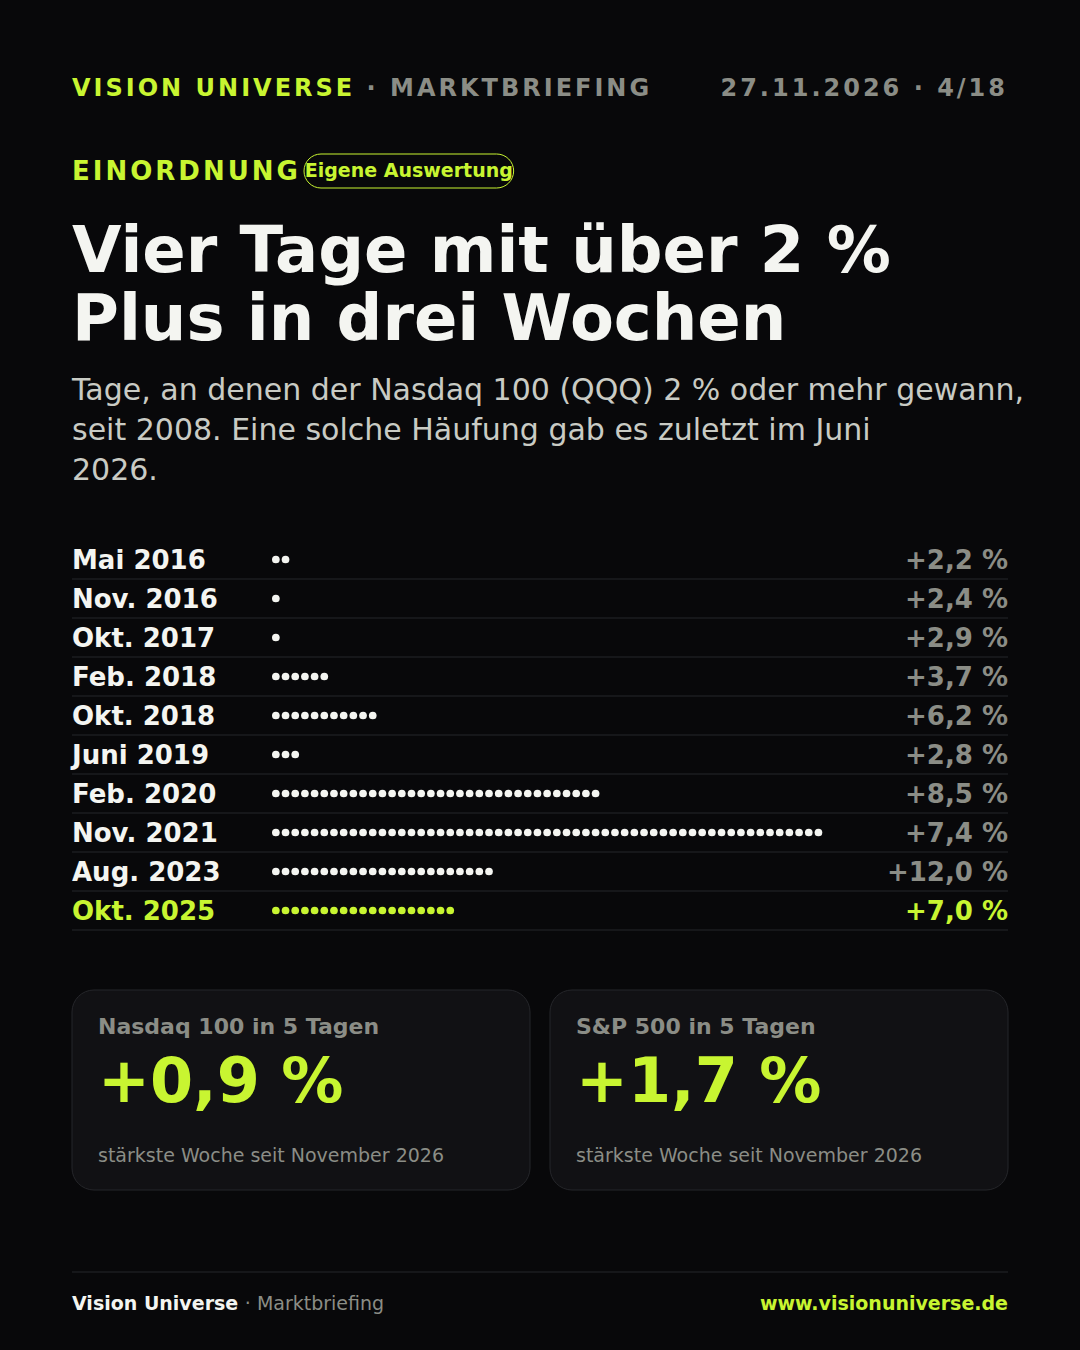 VISION UNIVERSE · MARKTBRIEFING 27.11.2026 · 4/18
EINORDNUNG Eigene Auswertung
Vier Tage mit über 2 %
Plus in drei Wochen
Tage, an denen der Nasdaq 100 (QQQ) 2 % oder mehr gewann,
seit 2008. Eine solche Häufung gab es zuletzt im Juni
2026.
Mai 2016 +2,2 %
Nov. 2016 +2,4 %
Okt. 2017 +2,9 %
Feb. 2018 +3,7 %
Okt. 2018 +6,2 %
Juni 2019 +2,8 %
Feb. 2020 +8,5 %
Nov. 2021 +7,4 %
Aug. 2023 +12,0 %
Okt. 2025 +7,0 %
Nasdaq 100 in 5 Tagen
+0,9 %
stärkste Woche seit November 2026
S&P 500 in 5 Tagen
+1,7 %
stärkste Woche seit November 2026
Vision Universe · Marktbriefing www.visionuniverse.de